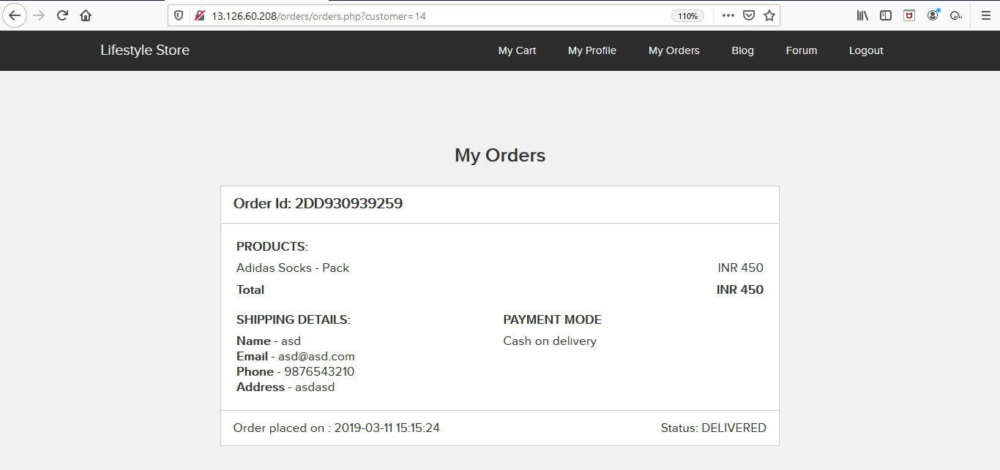 13.126.60.208/orders/orders.php?customer=14 110%
Lifestyle Store My Cart My Profile My Orders Blog Forum Logout
My Orders
Order Id: 2DD930939259
PRODUCTS:
Adidas Socks - Pack INR 450
Total INR 450
SHIPPING DETAILS: PAYMENT MODE
Name - asd Cash on delivery
Email - asd@asd.com
Phone - 9876543210
Address - asdasd
Order placed on : 2019-03-11 15:15:24 Status: DELIVERED